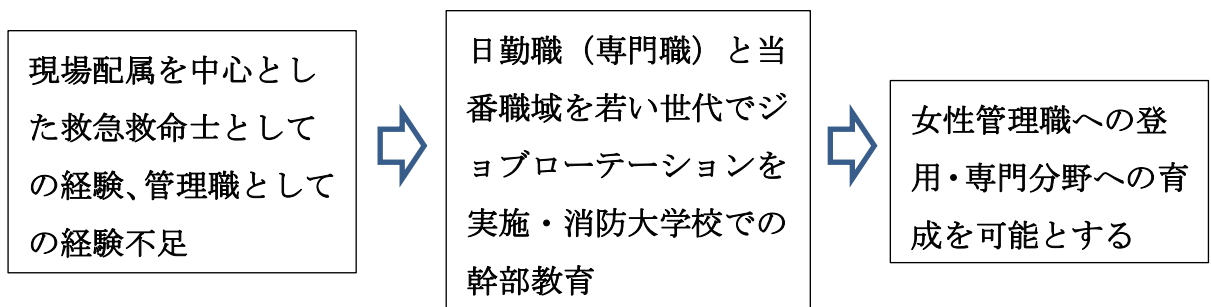 現場配属を中心とし
た救急救命士として
の経験、管理職として
の経験不足
日勤職（専門職）と当
番職域を若い世代でジ
ョブローテーションを
実施・消防大学校での
幹部教育
女性管理職への登
用・専門分野への育
成を可能とする